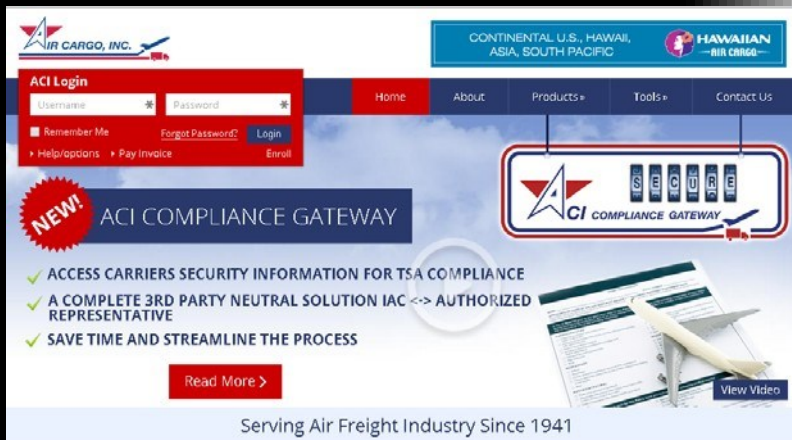 AIR CARGO, INC.
CONTINENTAL U.S., HAWAII,
ASIA, SOUTH PACIFIC
HAWAIIAN
AIR CARGO
ACI Login
Username *
Password *
Remember Me
Forgot Password?
Login
Help/options
Pay Invoice
Enroll
Home
About
Products »
Tools »
Contact Us
SECURE
ACI COMPLIANCE GATEWAY
NEW!
ACI COMPLIANCE GATEWAY
ACCESS CARRIERS SECURITY INFORMATION FOR TSA COMPLIANCE
A COMPLETE 3RD PARTY NEUTRAL SOLUTION IAC <-> AUTHORIZED
REPRESENTATIVE
SAVE TIME AND STREAMLINE THE PROCESS
Read More >
View Video
Serving Air Freight Industry Since 1941